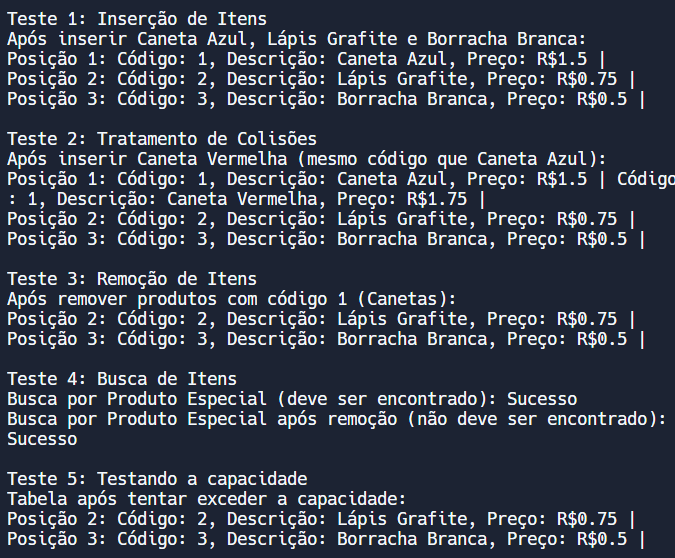 Teste 1: Inserção de Itens
Após inserir Caneta Azul, Lápis Grafite e Borracha Branca:
Posição 1: Código: 1, Descrição: Caneta Azul, Preço: R$1.5 |
Posição 2: Código: 2, Descrição: Lápis Grafite, Preço: R$0.75 |
Posição 3: Código: 3, Descrição: Borracha Branca, Preço: R$0.5 |

Teste 2: Tratamento de Colisões
Após inserir Caneta Vermelha (mesmo código que Caneta Azul):
Posição 1: Código: 1, Descrição: Caneta Azul, Preço: R$1.5 | Código
: 1, Descrição: Caneta Vermelha, Preço: R$1.75 |
Posição 2: Código: 2, Descrição: Lápis Grafite, Preço: R$0.75 |
Posição 3: Código: 3, Descrição: Borracha Branca, Preço: R$0.5 |

Teste 3: Remoção de Itens
Após remover produtos com código 1 (Canetas):
Posição 2: Código: 2, Descrição: Lápis Grafite, Preço: R$0.75 |
Posição 3: Código: 3, Descrição: Borracha Branca, Preço: R$0.5 |

Teste 4: Busca de Itens
Busca por Produto Especial (deve ser encontrado): Sucesso
Busca por Produto Especial após remoção (não deve ser encontrado):
Sucesso

Teste 5: Testando a capacidade
Tabela após tentar exceder a capacidade:
Posição 2: Código: 2, Descrição: Lápis Grafite, Preço: R$0.75 |
Posição 3: Código: 3, Descrição: Borracha Branca, Preço: R$0.5 |